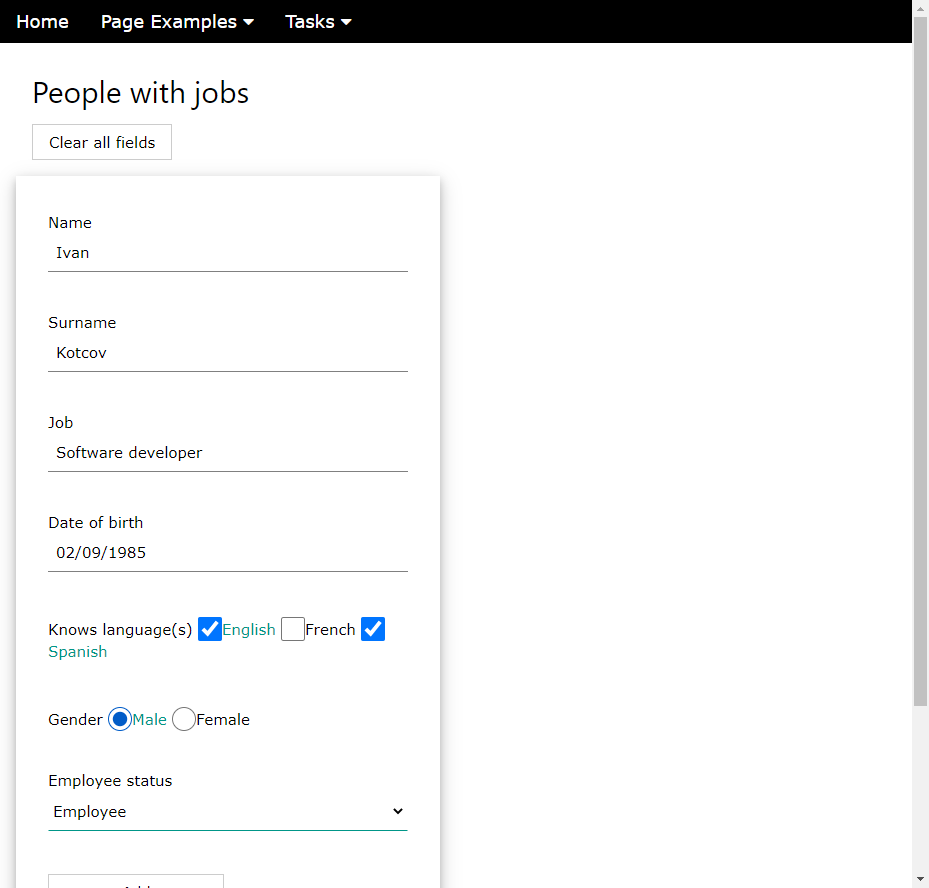 Home Page Examples Tasks
People with jobs
Clear all fields
Name
Ivan
Surname
Kotcov
Job
Software developer
Date of birth
02/09/1985
Knows language(s) English French
Spanish
Gender Male Female
Employee status
Employee